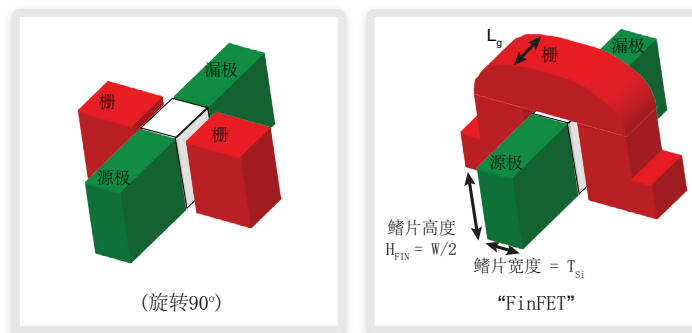 漏极
栅
栅
源极
(旋转90°)
Lg
栅
漏极
源极
鳍片高度
HFIN = W/2
鳍片宽度 = TSi
“FinFET”